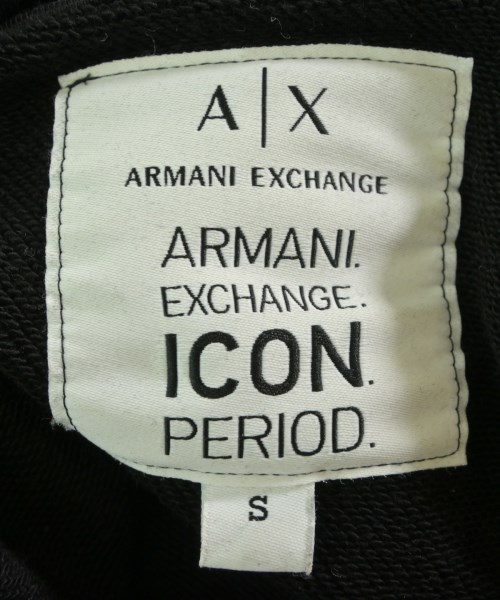 A|X
ARMANI EXCHANGE
ARMANI.
EXCHANGE.
ICON.
PERIOD.
S